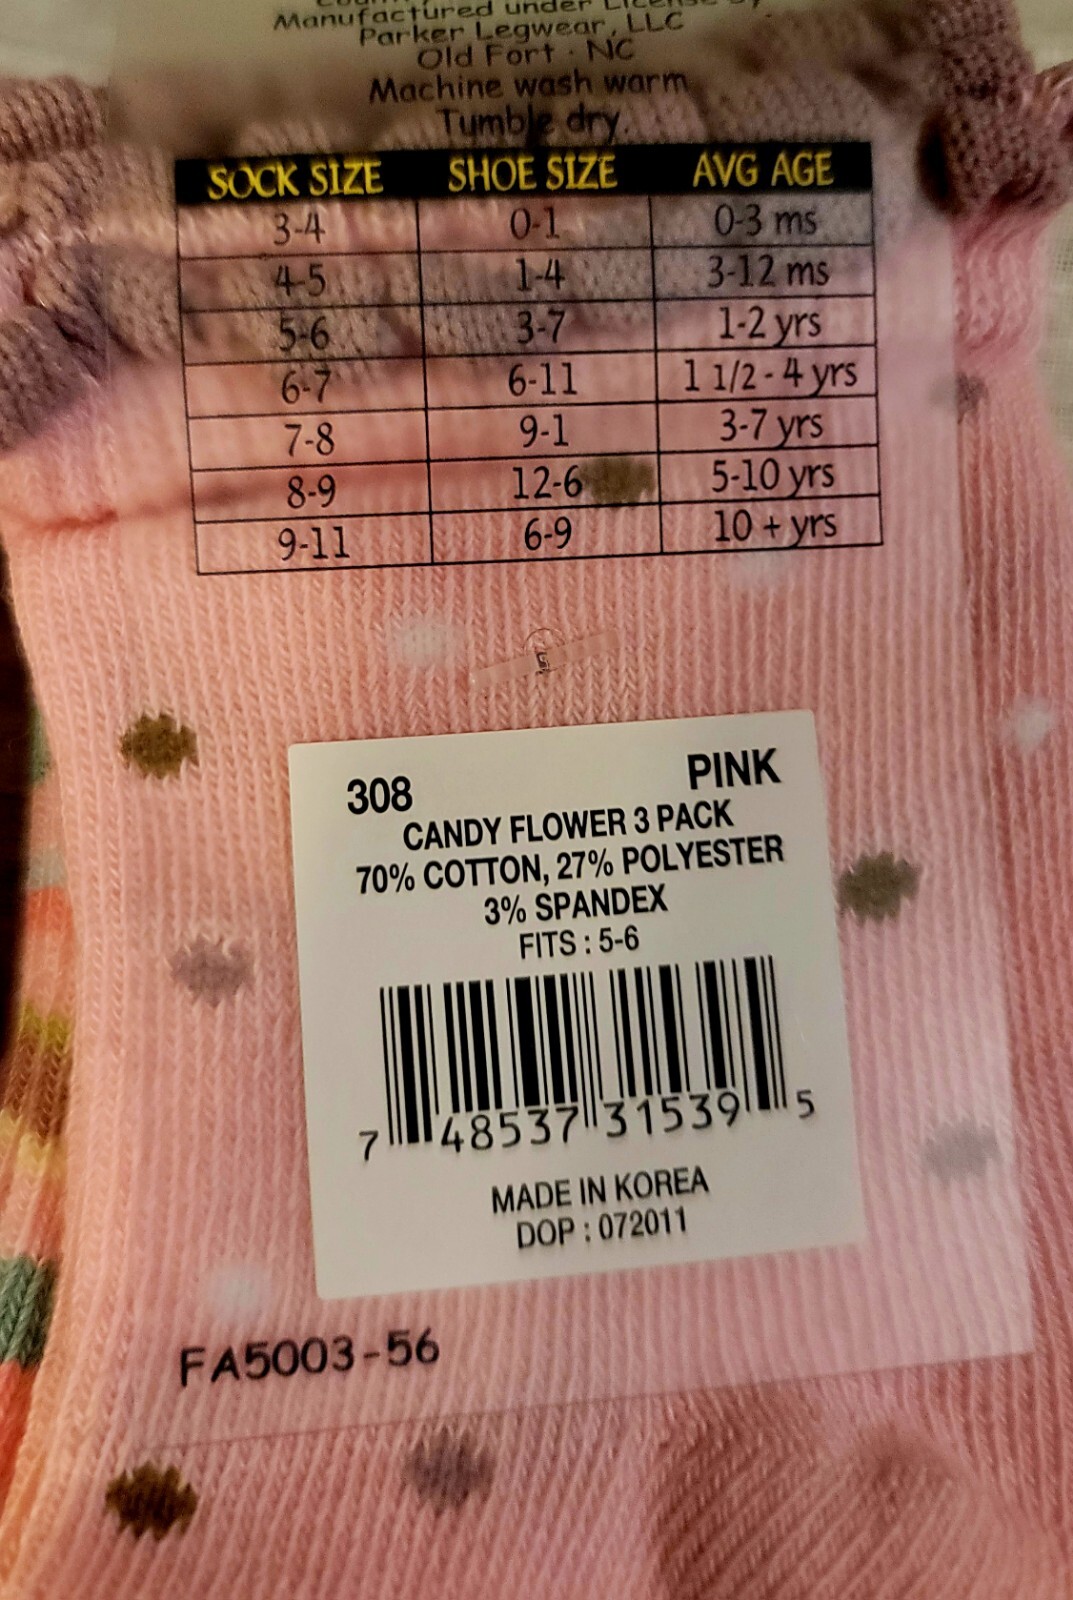 Manufactured under License by
Parker Legwear, LLC
Old Fort · NC
Machine wash warm
Tumble dry.
SOCK SIZE SHOE SIZE AVG AGE
3-4 0-1 0-3 ms
4-5 1-4 3-12 ms
5-6 3-7 1-2 yrs
6-7 6-11 1 1/2 - 4 yrs
7-8 9-1 3-7 yrs
8-9 12-6 5-10 yrs
9-11 6-9 10 + yrs
308 PINK
CANDY FLOWER 3 PACK
70% COTTON, 27% POLYESTER
3% SPANDEX
FITS : 5-6
7 48537 31539 5
MADE IN KOREA
DOP : 072011
FA5003-56